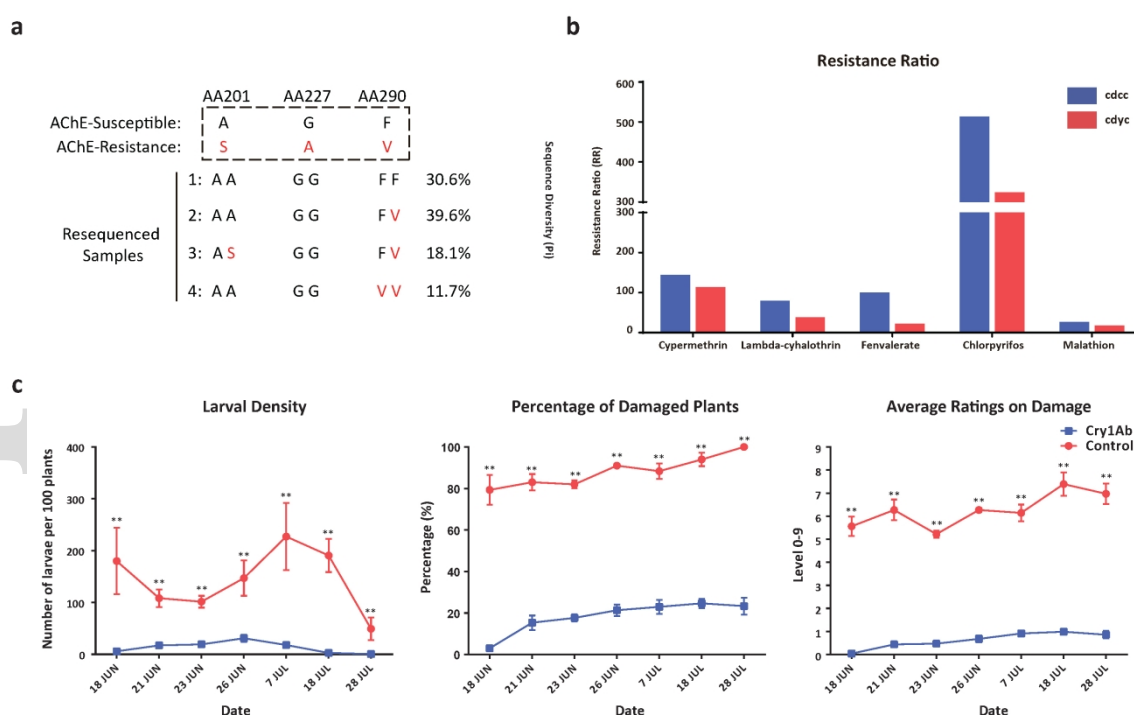 a
AA201 AA227 AA290
AChE-Susceptible: A G F
AChE-Resistance: S A V
Resequenced Samples
1: A A G G F F 30.6%
2: A A G G F V 39.6%
3: A S G G F V 18.1%
4: A A G G V V 11.7%
b
Resistance Ratio
cdcc
cdyc
Sequence Diversity (Pi)
Ressistance Ratio (RR)
600
500
400
300
300
200
100
0
Cypermethrin Lambda-cyhalothrin Fenvalerate Chlorpyrifos Malathion
c
Larval Density
Number of larvae per 100 plants
400
300
200
100
0
** ** ** ** ** ** **
18 JUN 21 JUN 23 JUN 26 JUN 7 JUL 18 JUL 28 JUL
Date
Percentage of Damaged Plants
Percentage (%)
100
80
60
40
20
0
** ** ** ** ** ** **
18 JUN 21 JUN 23 JUN 26 JUN 7 JUL 18 JUL 28 JUL
Date
Average Ratings on Damage
Cry1Ab
Control
Level 0-9
9
8
7
6
5
4
3
2
1
0
** ** ** ** ** ** **
18 JUN 21 JUN 23 JUN 26 JUN 7 JUL 18 JUL 28 JUL
Date